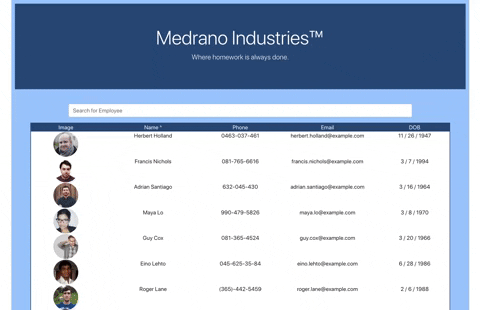 Medrano Industries™
Where homework is always done.
Search for Employee
Image Name * Phone Email DOB
Herbert Holland 0463-037-461 herbert.holland@example.com 11 / 26 / 1947
Francis Nichols 081-765-6616 francis.nichols@example.com 3 / 7 / 1994
Adrian Santiago 632-045-430 adrian.santiago@example.com 3 / 16 / 1964
Maya Lo 990-479-5826 maya.lo@example.com 3 / 8 / 1970
Guy Cox 081-365-4524 guy.cox@example.com 3 / 20 / 1966
Eino Lehto 045-625-35-84 eino.lehto@example.com 6 / 28 / 1986
Roger Lane (365)-442-5459 roger.lane@example.com 2 / 6 / 1988